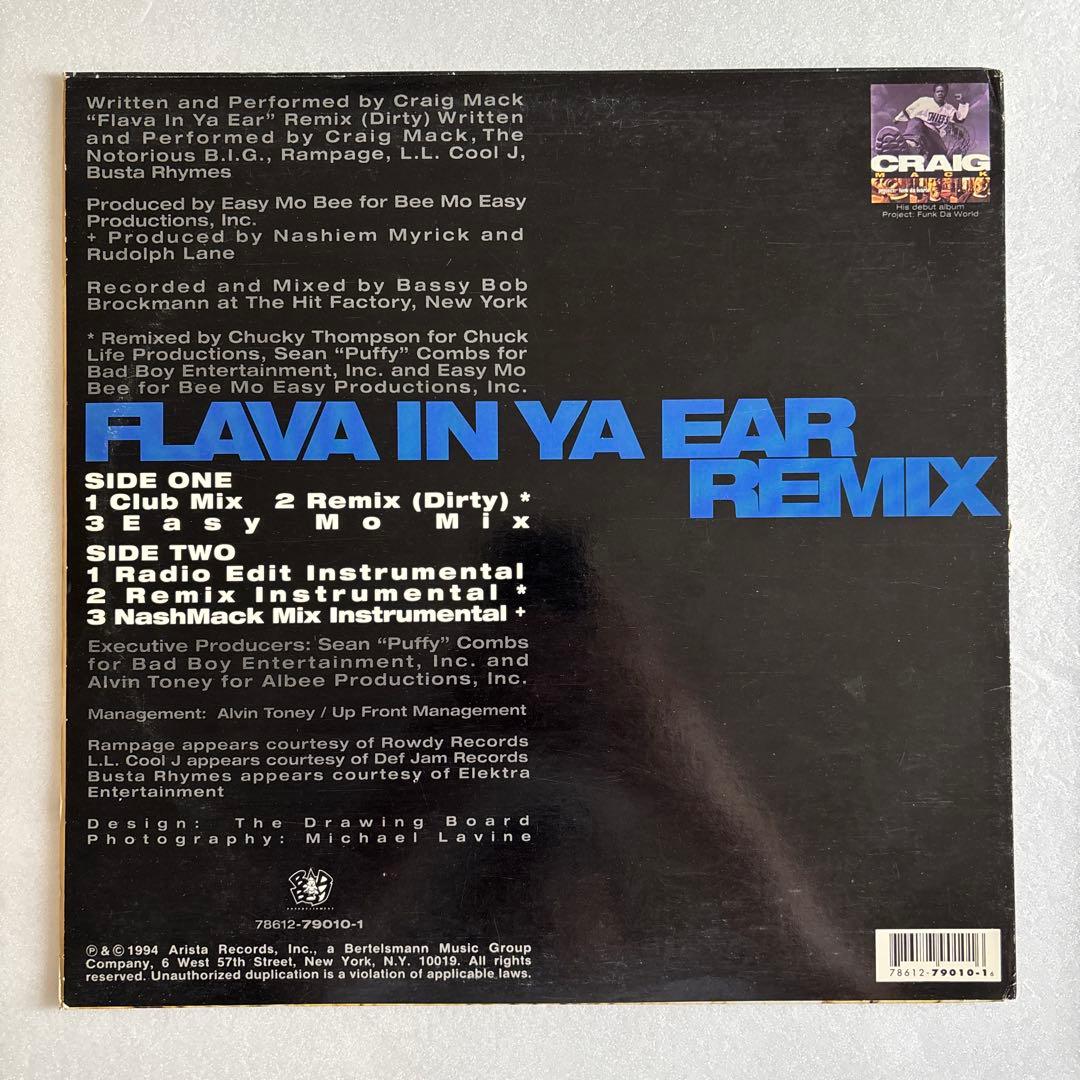 Written and Performed by Craig Mack
“Flava In Ya Ear” Remix (Dirty) Written
and Performed by Craig Mack, The
Notorious B.I.G., Rampage, L.L. Cool J,
Busta Rhymes
Produced by Easy Mo Bee for Bee Mo Easy
Productions, Inc.
+ Produced by Nashiem Myrick and
Rudolph Lane
Recorded and Mixed by Bassy Bob
Brockmann at The Hit Factory, New York
* Remixed by Chucky Thompson for Chuck
Life Productions, Sean “Puffy” Combs for
Bad Boy Entertainment, Inc. and Easy Mo
Bee for Bee Mo Easy Productions, Inc.
CRAIG
MACK
project: funk da world
His debut album
Project: Funk Da World
FLAVA IN YA EAR
REMIX
SIDE ONE
1 Club Mix 2 Remix (Dirty) *
3 Easy Mo Mix
SIDE TWO
1 Radio Edit Instrumental
2 Remix Instrumental *
3 NashMack Mix Instrumental +
Executive Producers: Sean “Puffy” Combs
for Bad Boy Entertainment, Inc. and
Alvin Toney for Albee Productions, Inc.
Management: Alvin Toney / Up Front Management
Rampage appears courtesy of Rowdy Records
L.L. Cool J appears courtesy of Def Jam Records
Busta Rhymes appears courtesy of Elektra
Entertainment
Design: The Drawing Board
Photography: Michael Lavine
BAD
BOY
ENTERTAINMENT
78612-79010-1
℗ & © 1994 Arista Records, Inc., a Bertelsmann Music Group
Company, 6 West 57th Street, New York, N.Y. 10019. All rights
reserved. Unauthorized duplication is a violation of applicable laws.
78612-79010-1 6